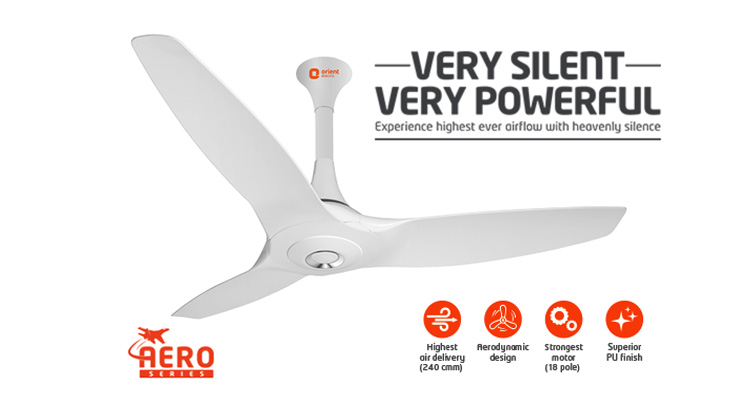 orient
electric
VERY SILENT
VERY POWERFUL
Experience highest ever airflow with heavenly silence
Highest
air delivery
(240 cmm)
Aerodynamic
design
Strongest
motor
(18 pole)
Superior
PU finish
AERO
SERIES